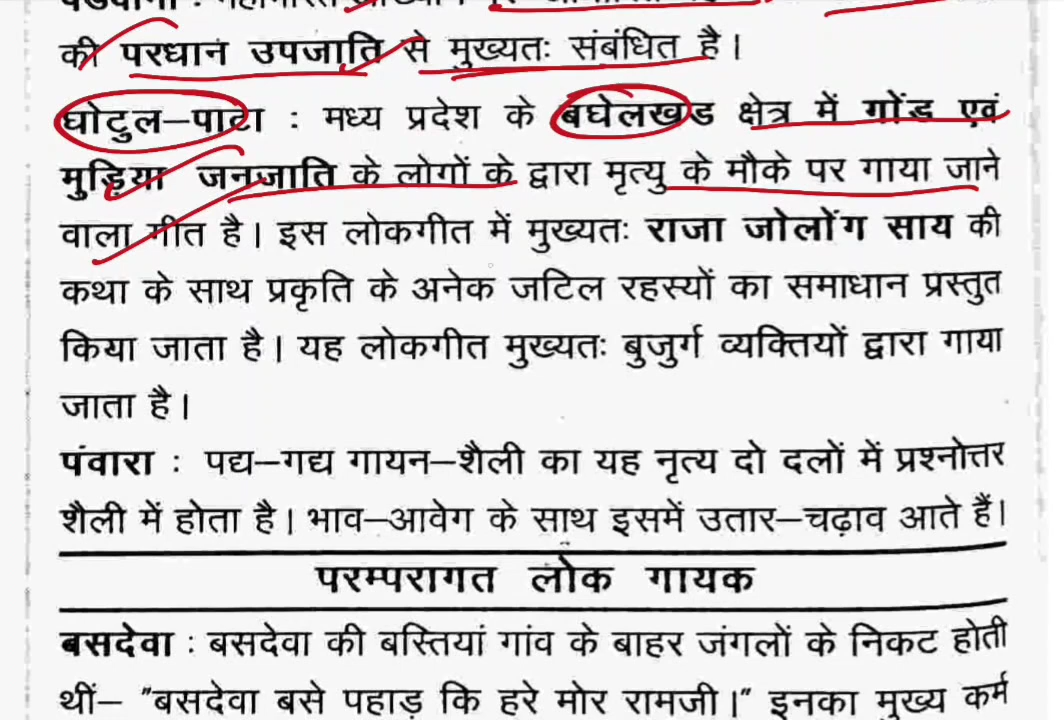 की परधान उपजाति से मुख्यतः संबंधित है।
घोटुल–पाटा : मध्य प्रदेश के बघेलखड क्षेत्र में गोंड एवं
मुड़िया जनजाति के लोगों के द्वारा मृत्यु के मौके पर गाया जाने
वाला गीत है। इस लोकगीत में मुख्यतः राजा जोलोंग साय की
कथा के साथ प्रकृति के अनेक जटिल रहस्यों का समाधान प्रस्तुत
किया जाता है। यह लोकगीत मुख्यतः बुजुर्ग व्यक्तियों द्वारा गाया
जाता है।
पंवारा : पद्य–गद्य गायन–शैली का यह नृत्य दो दलों में प्रश्नोत्तर
शैली में होता है। भाव–आवेग के साथ इसमें उतार–चढ़ाव आते हैं।
परम्परागत लोक गायक
बसदेवा : बसदेवा की बस्तियां गांव के बाहर जंगलों के निकट होती
थीं– "बसदेवा बसे पहाड़ कि हरे मोर रामजी।" इनका मुख्य कर्म